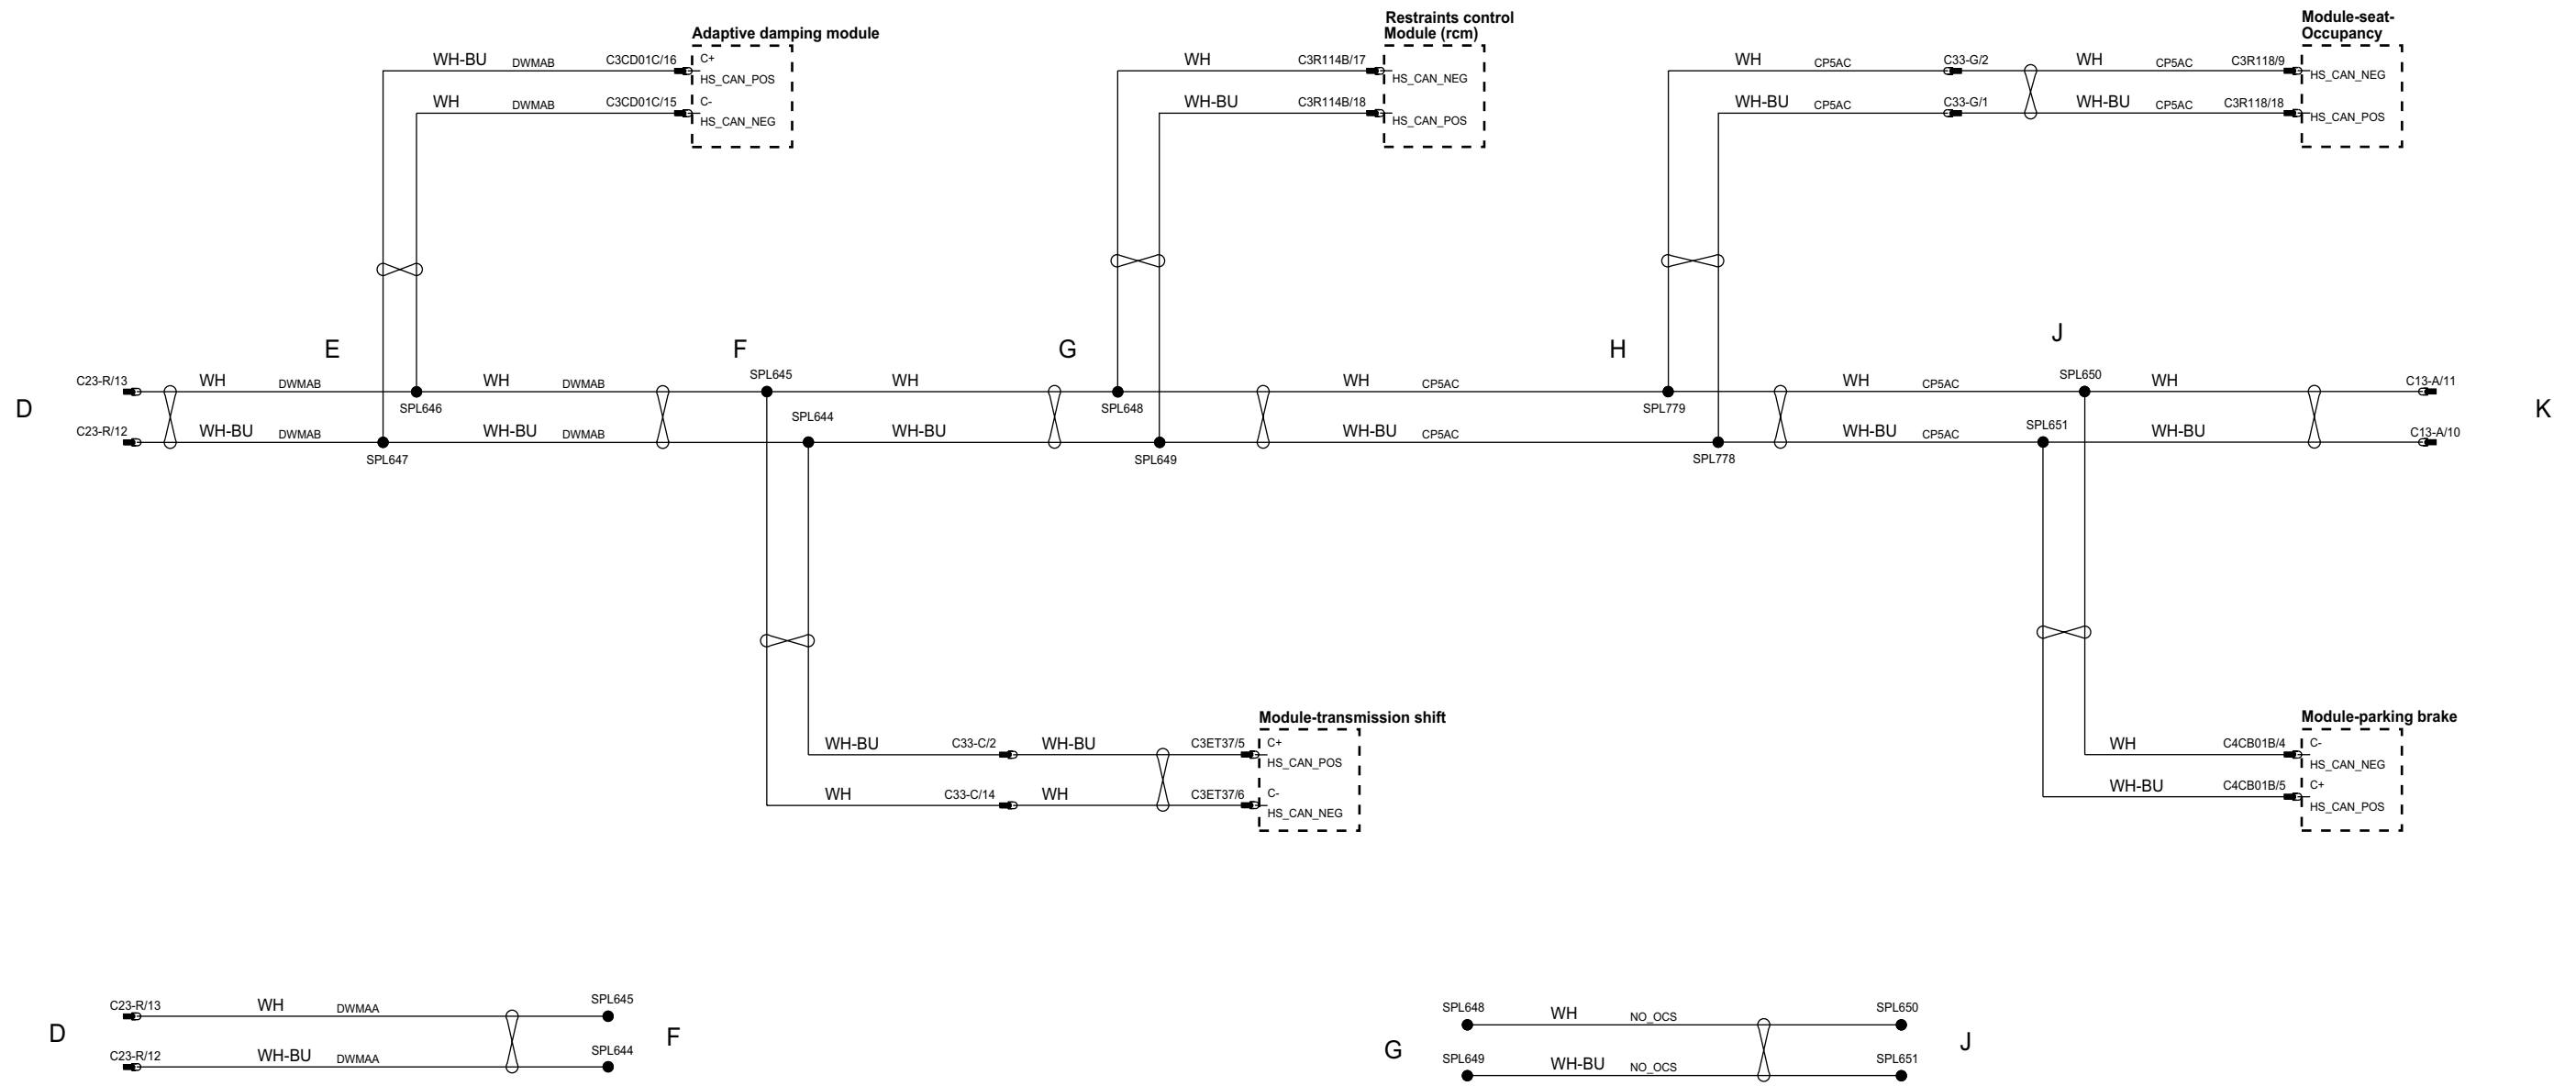 Adaptive damping module
WH-BU DWMAB C3CD01C/16 C+
HS_CAN_POS
WH DWMAB C3CD01C/15 C-
HS_CAN_NEG
Restraints control
Module (rcm)
WH C3R114B/17
HS_CAN_NEG
WH-BU C3R114B/18
HS_CAN_POS
Module-seat-
Occupancy
WH CP5AC C33-G/2 WH CP5AC C3R118/9
HS_CAN_NEG
WH-BU CP5AC C33-G/1 WH-BU CP5AC C3R118/18
HS_CAN_POS
E F G H J
D K
C23-R/13 WH DWMAB SPL646 WH DWMAB SPL645 WH SPL648 WH CP5AC SPL779 WH CP5AC SPL650 WH C13-A/11
C23-R/12 WH-BU DWMAB SPL647 WH-BU DWMAB SPL644 WH-BU SPL649 WH-BU CP5AC SPL778 WH-BU CP5AC SPL651 WH-BU C13-A/10
Module-transmission shift
WH-BU C33-C/2 WH-BU C3ET37/5 C+
HS_CAN_POS
WH C33-C/14 WH C3ET37/6 C-
HS_CAN_NEG
Module-parking brake
WH C4CB01B/4 C-
HS_CAN_NEG
WH-BU C4CB01B/5 C+
HS_CAN_POS
D F
C23-R/13 WH DWMAA SPL645
C23-R/12 WH-BU DWMAA SPL644
G J
SPL648 WH NO_OCS SPL650
SPL649 WH-BU NO_OCS SPL651